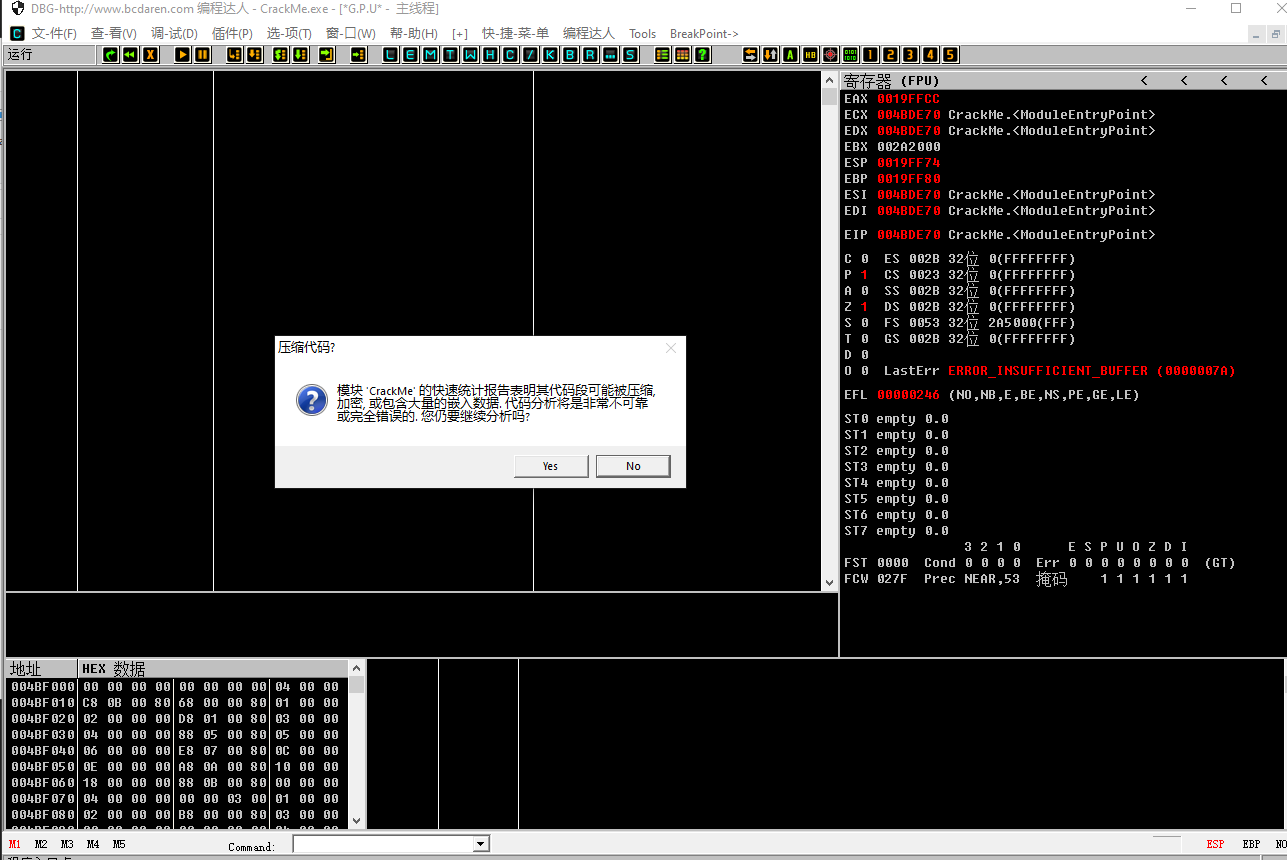 DBG-http://www.bcdaren.com 编程达人 - CrackMe.exe - [*G.P.U* - 主线程]
C 文-件(F) 查-看(V) 调-试(D) 插件(P) 选-项(T) 窗-口(W) 帮-助(H) [+] 快-捷-菜-单 编程达人 Tools BreakPoint->
运行 L E M T W H C / K B R ... S ? A 1 2 3 4 5
寄存器 (FPU) < < < <
EAX 0019FFCC
ECX 004BDE70 CrackMe.<ModuleEntryPoint>
EDX 004BDE70 CrackMe.<ModuleEntryPoint>
EBX 002A2000
ESP 0019FF74
EBP 0019FF80
ESI 004BDE70 CrackMe.<ModuleEntryPoint>
EDI 004BDE70 CrackMe.<ModuleEntryPoint>
EIP 004BDE70 CrackMe.<ModuleEntryPoint>
C 0 ES 002B 32位 0(FFFFFFFF)
P 1 CS 0023 32位 0(FFFFFFFF)
A 0 SS 002B 32位 0(FFFFFFFF)
Z 1 DS 002B 32位 0(FFFFFFFF)
S 0 FS 0053 32位 2A5000(FFF)
T 0 GS 002B 32位 0(FFFFFFFF)
D 0
O 0 LastErr ERROR_INSUFFICIENT_BUFFER (0000007A)
EFL 00000246 (NO,NB,E,BE,NS,PE,GE,LE)
ST0 empty 0.0
ST1 empty 0.0
ST2 empty 0.0
ST3 empty 0.0
ST4 empty 0.0
ST5 empty 0.0
ST6 empty 0.0
ST7 empty 0.0
3 2 1 0 E S P U O Z D I
FST 0000 Cond 0 0 0 0 Err 0 0 0 0 0 0 0 0 (GT)
FCW 027F Prec NEAR,53 掩码 1 1 1 1 1 1
压缩代码?
模块 'CrackMe' 的快速统计报告表明其代码段可能被压缩,
加密, 或包含大量的嵌入数据. 代码分析将是非常不可靠
或完全错误的. 您仍要继续分析吗?
Yes No
地址 HEX 数据
004BF000 00 00 00 00 00 00 00 00 04 00 00
004BF010 C8 0B 00 80 68 00 00 80 01 00 00
004BF020 02 00 00 00 D8 01 00 80 03 00 00
004BF030 04 00 00 00 88 05 00 80 05 00 00
004BF040 06 00 00 00 E8 07 00 80 0C 00 00
004BF050 0E 00 00 00 A8 0A 00 80 10 00 00
004BF060 18 00 00 00 88 0B 00 80 00 00 00
004BF070 04 00 00 00 00 00 03 00 01 00 00
004BF080 02 00 00 00 B8 00 00 80 03 00 00
M1 M2 M3 M4 M5 Command: ESP EBP NO